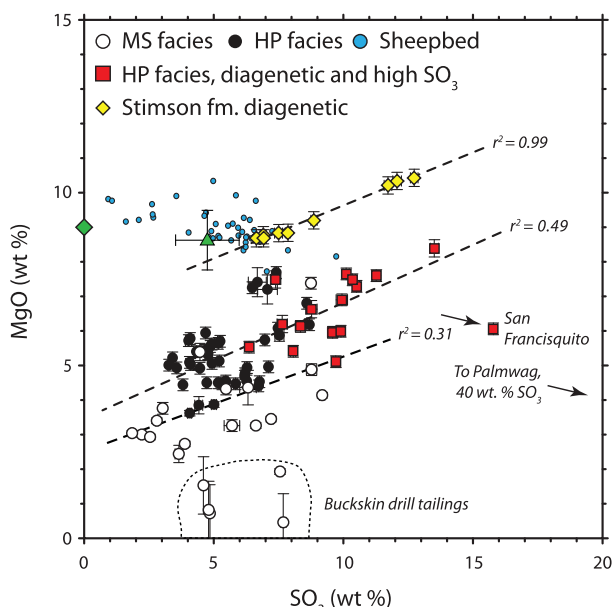 15
MS facies HP facies Sheepbed
HP facies, diagenetic and high SO₃
Stimson fm. diagenetic
r² = 0.99
10
r² = 0.49
MgO (wt %)
San
Francisquito
r² = 0.31
5
To Palmwag,
40 wt. % SO₃
Buckskin drill tailings
0
0 5 10 15 20
SO₃ (wt %)